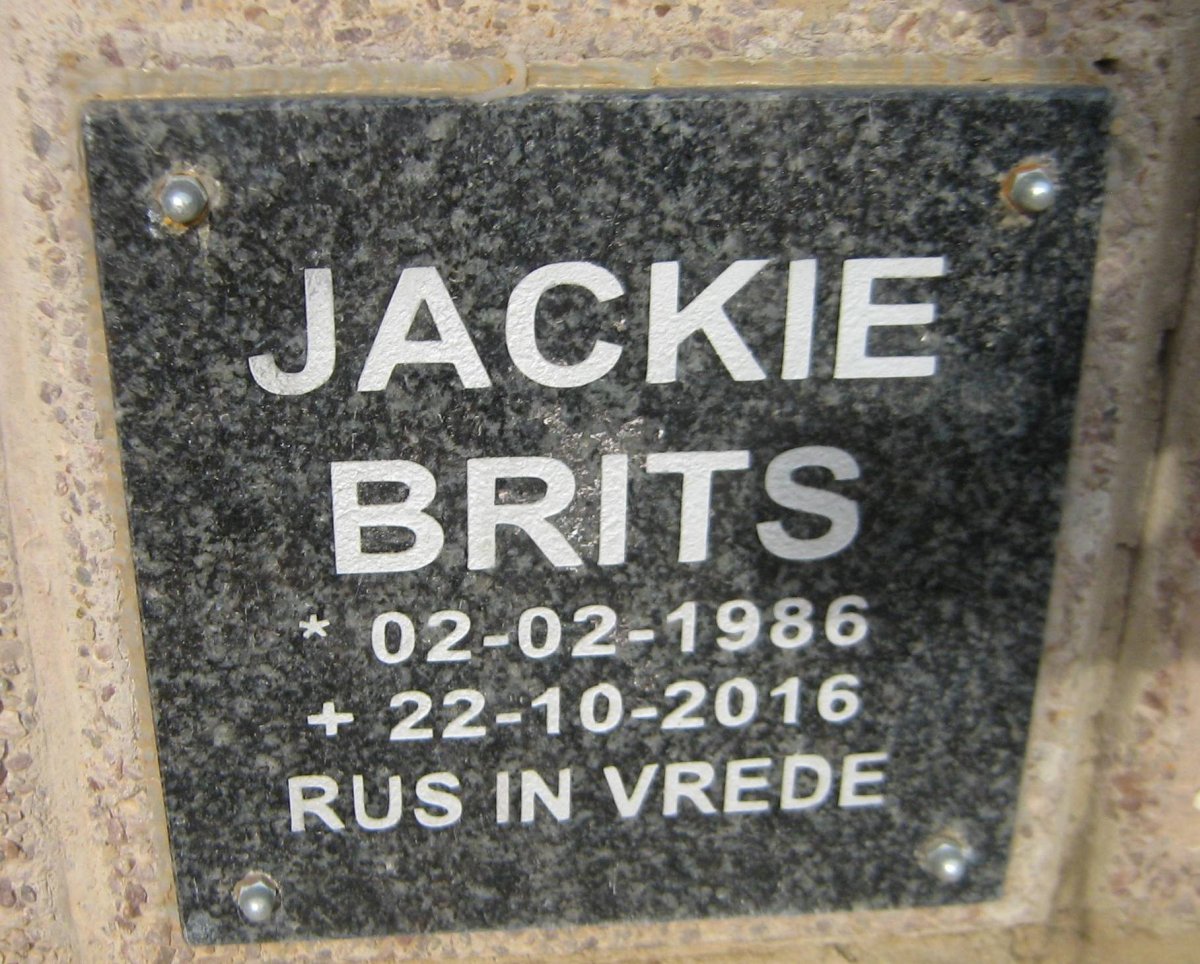 JACKIE
BRITS
* 02-02-1986
+ 22-10-2016
RUS IN VREDE